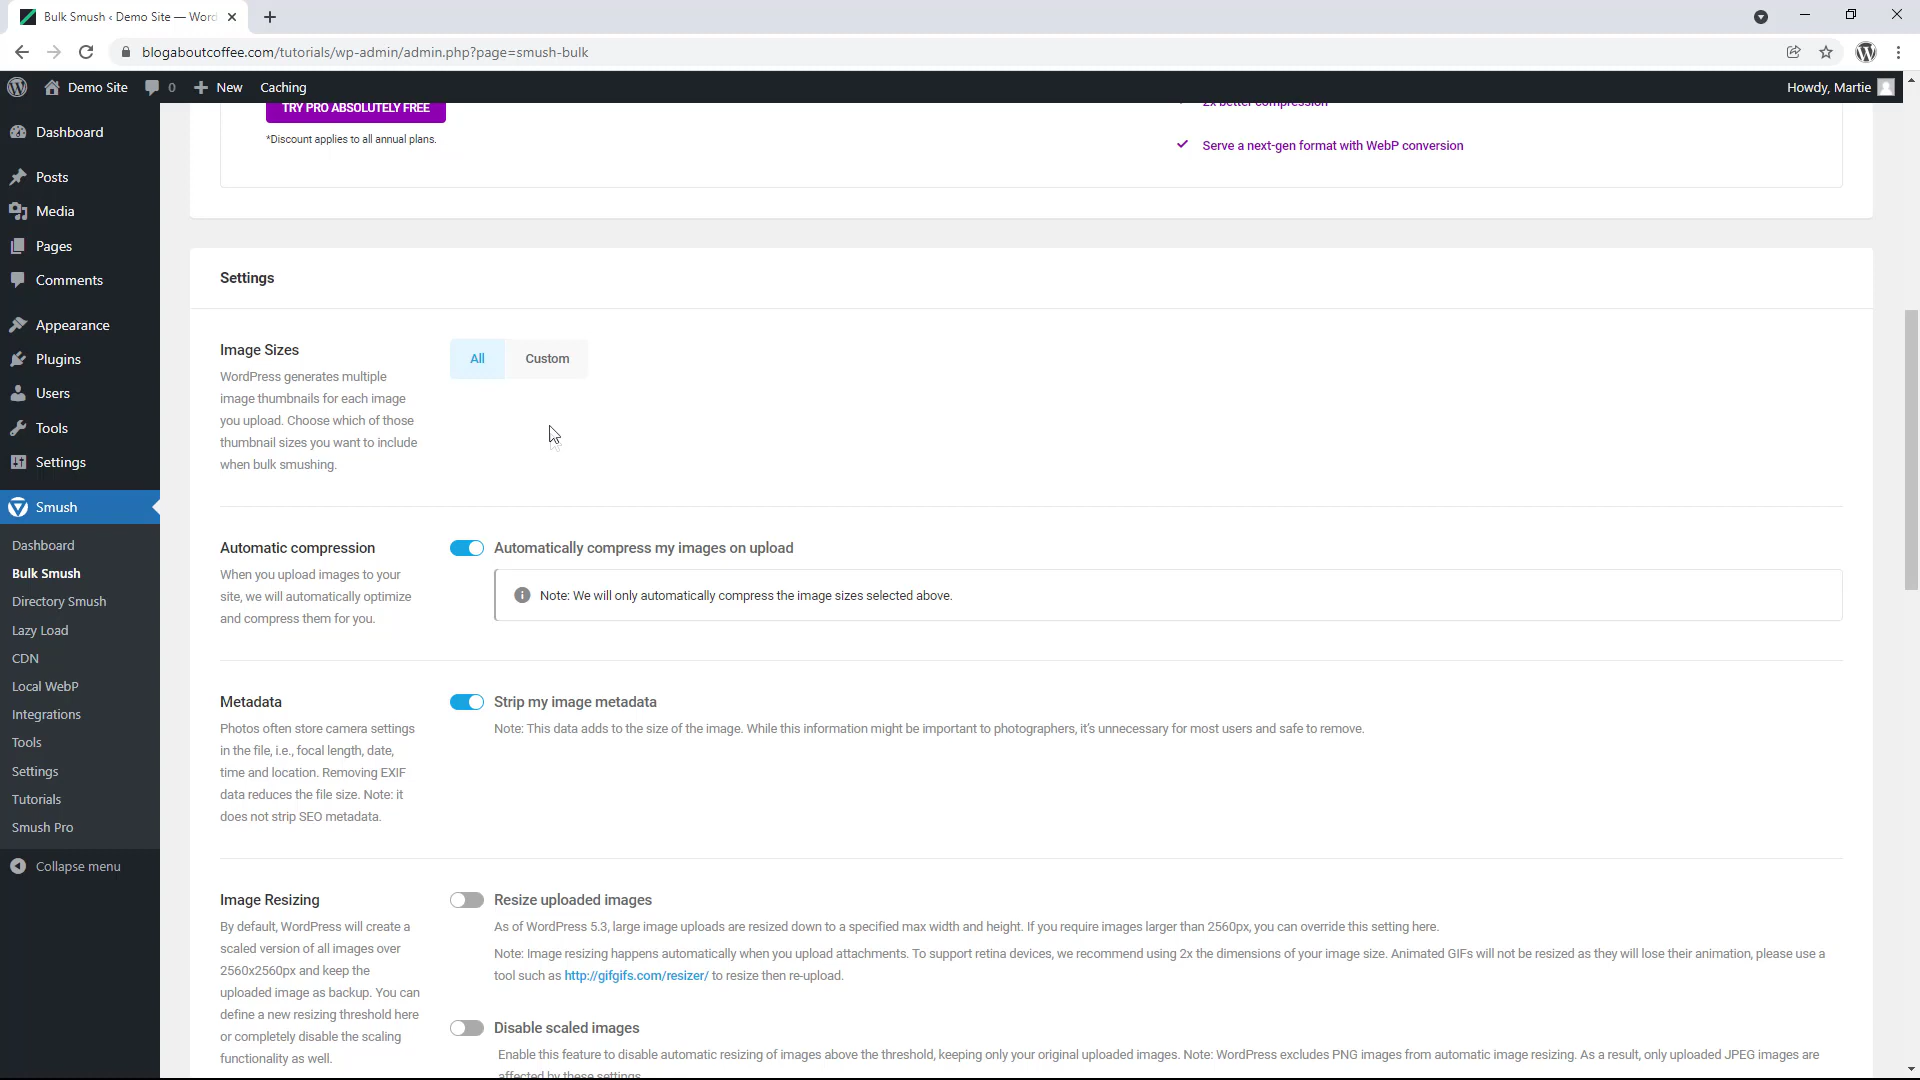 Bulk Smush ‹ Demo Site — Word
blogaboutcoffee.com/tutorials/wp-admin/admin.php?page=smush-bulk
Demo Site
0
New
Caching
Howdy, Martie
Dashboard
Posts
Media
Pages
Comments
Appearance
Plugins
Users
Tools
Settings
Smush
Dashboard
Bulk Smush
Directory Smush
Lazy Load
CDN
Local WebP
Integrations
Tools
Settings
Tutorials
Smush Pro
Collapse menu
TRY PRO ABSOLUTELY FREE
*Discount applies to all annual plans.
2x better compression
Serve a next-gen format with WebP conversion
Settings
Image Sizes
WordPress generates multiple
image thumbnails for each image
you upload. Choose which of those
thumbnail sizes you want to include
when bulk smushing.
All
Custom
Automatic compression
When you upload images to your
site, we will automatically optimize
and compress them for you.
Automatically compress my images on upload
Note: We will only automatically compress the image sizes selected above.
Metadata
Photos often store camera settings
in the file, i.e., focal length, date,
time and location. Removing EXIF
data reduces the file size. Note: it
does not strip SEO metadata.
Strip my image metadata
Note: This data adds to the size of the image. While this information might be important to photographers, it's unnecessary for most users and safe to remove.
Image Resizing
By default, WordPress will create a
scaled version of all images over
2560x2560px and keep the
uploaded image as backup. You can
define a new resizing threshold here
or completely disable the scaling
functionality as well.
Resize uploaded images
As of WordPress 5.3, large image uploads are resized down to a specified max width and height. If you require images larger than 2560px, you can override this setting here.
Note: Image resizing happens automatically when you upload attachments. To support retina devices, we recommend using 2x the dimensions of your image size. Animated GIFs will not be resized as they will lose their animation, please use a
tool such as http://gifgifs.com/resizer/ to resize then re-upload.
Disable scaled images
Enable this feature to disable automatic resizing of images above the threshold, keeping only your original uploaded images. Note: WordPress excludes PNG images from automatic image resizing. As a result, only uploaded JPEG images are
affected by these settings.